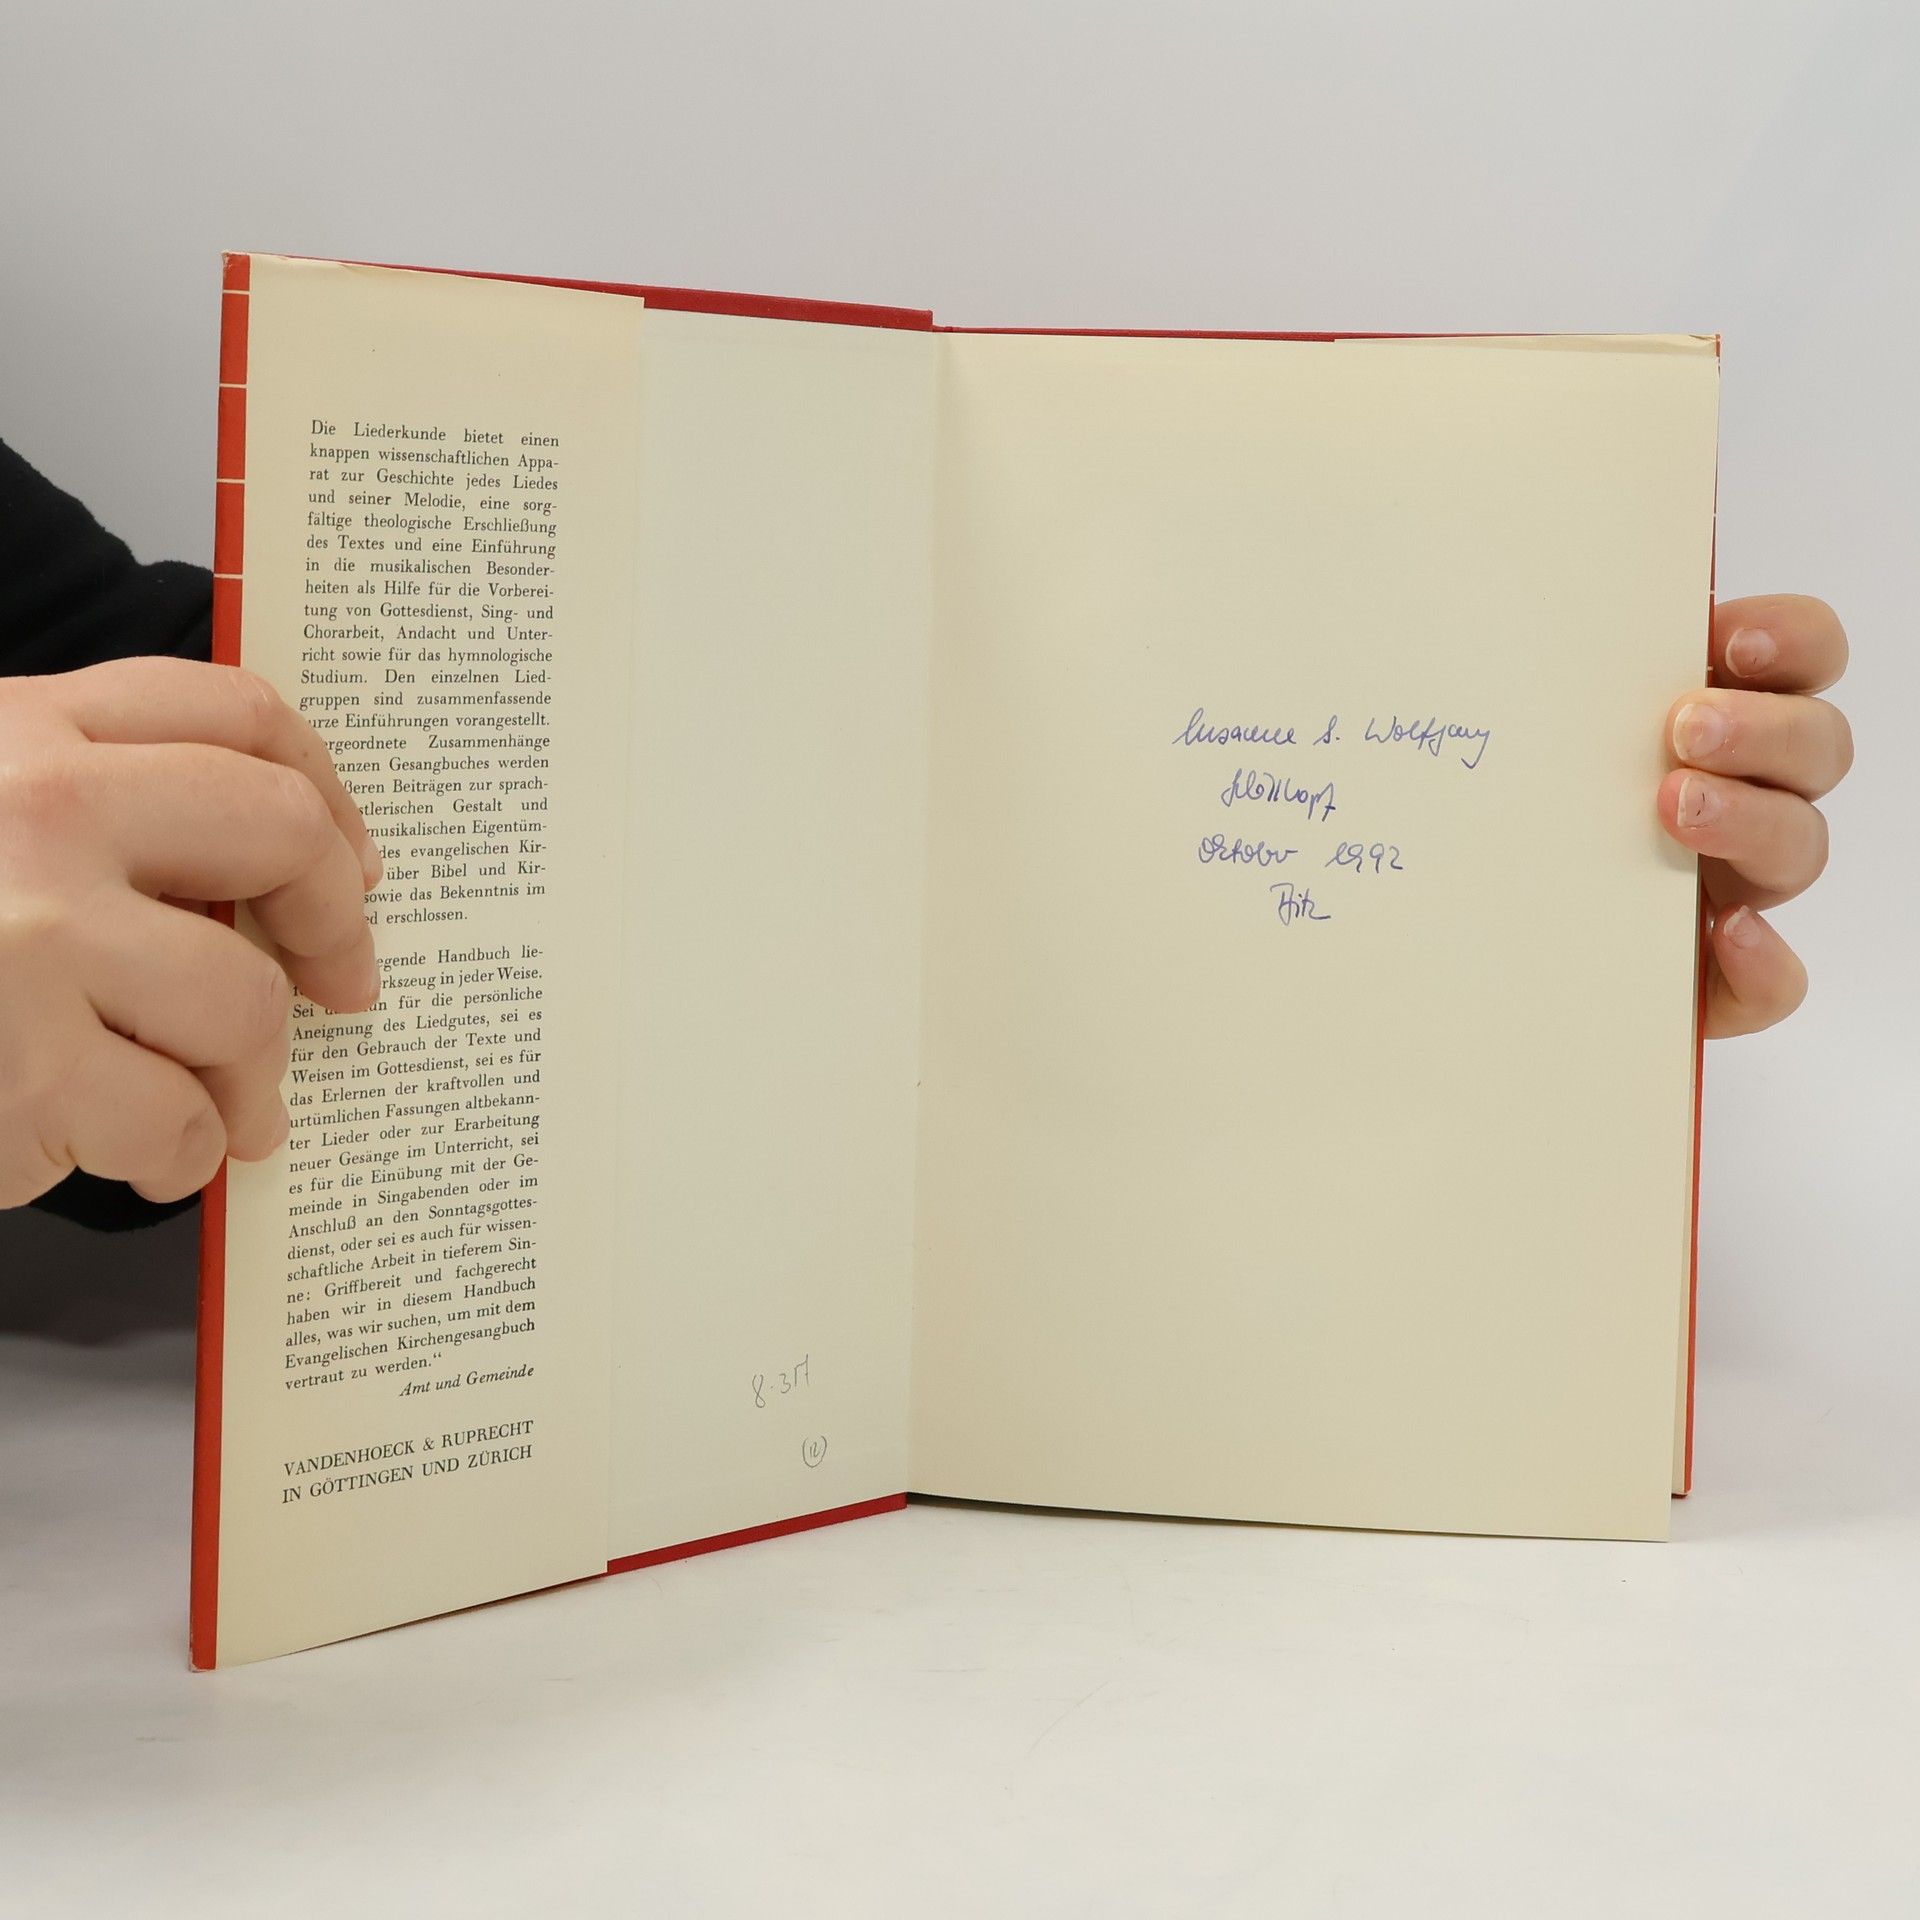 Die Liederkunde bietet einen
knappen wissenschaftlichen Appa-
rat zur Geschichte jedes Liedes
und seiner Melodie, eine sorg-
fältige theologische Erschließung
des Textes und eine Einführung
in die musikalischen Besonder-
heiten als Hilfe für die Vorberei-
tung von Gottesdienst, Sing- und
Chorarbeit, Andacht und Unter-
richt sowie für das hymnologische
Studium. Den einzelnen Lied-
gruppen sind zusammenfassende
urze Einführungen vorangestellt.
ergeordnete Zusammenhänge
anzen Gesangbuches werden
ßeren Beiträgen zur sprach-
stlerischen Gestalt und
musikalischen Eigentüm-
des evangelischen Kir-
über Bibel und Kir-
sowie das Bekenntnis im
ed erschlossen.
egende Handbuch lie-
rkszeug in jeder Weise.
Sei für die persönliche
Aneignung des Liedgutes, sei es
für den Gebrauch der Texte und
Weisen im Gottesdienst, sei es für
das Erlernen der kraftvollen und
urtümlichen Fassungen altbekann-
ter Lieder oder zur Erarbeitung
neuer Gesänge im Unterricht, sei
es für die Einübung mit der Ge-
meinde in Singabenden oder im
Anschluß an den Sonntagsgottes-
dienst, oder sei es auch für wissen-
schaftliche Arbeit in tieferem Sin-
ne: Griffbereit und fachgerecht
haben wir in diesem Handbuch
alles, was wir suchen, um mit dem
Evangelischen Kirchengesangbuch
vertraut zu werden.“
Amt und Gemeinde
VANDENHOECK & RUPRECHT
IN GÖTTINGEN UND ZÜRICH
(12)
Susanne Wolfgang
Oktober 1992